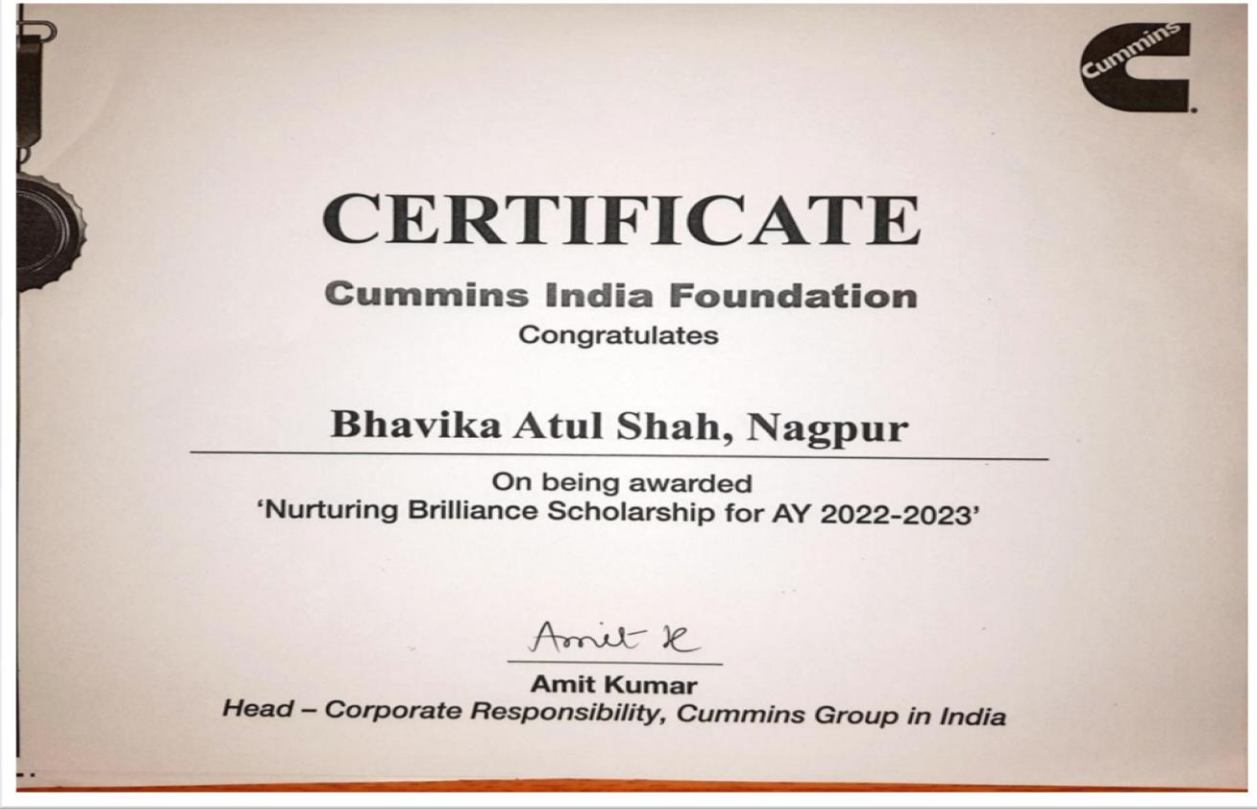 Cummins
CERTIFICATE
Cummins India Foundation
Congratulates
Bhavika Atul Shah, Nagpur
On being awarded
‘Nurturing Brilliance Scholarship for AY 2022-2023’
Amit K
Amit Kumar
Head – Corporate Responsibility, Cummins Group in India